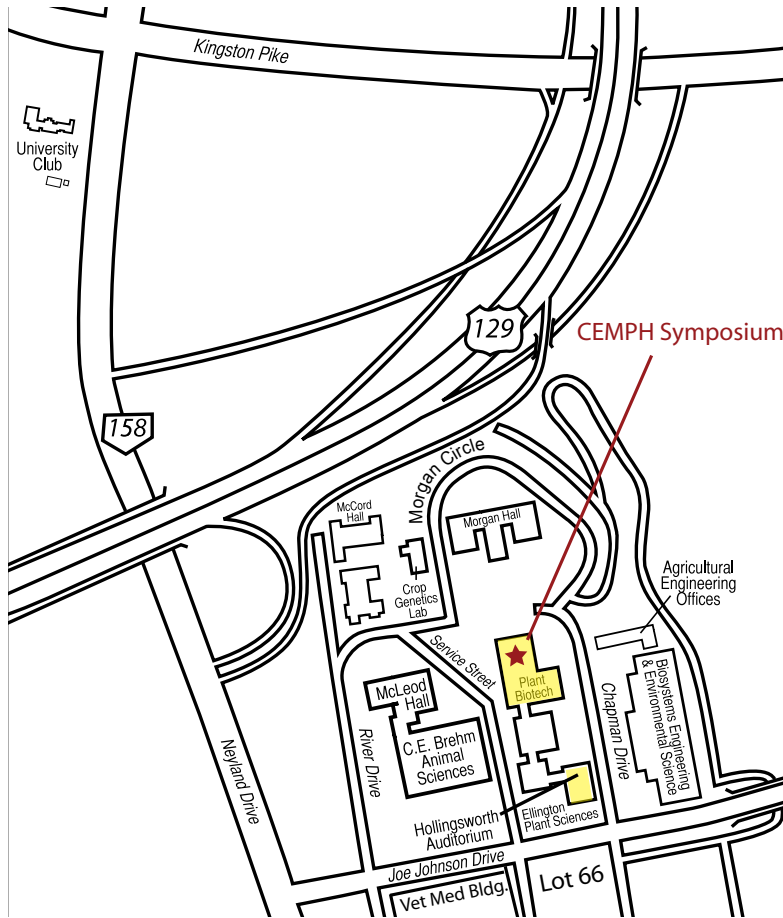 Kingston Pike
University
Club
129
CEMPH Symposium
158
Morgan Circle
McCord
Hall
Morgan Hall
Crop
Genetics
Lab
Agricultural
Engineering
Offices
Service Street
Plant
Biotech
McLeod
Hall
C.E. Brehm
Animal
Sciences
Biosystems Engineering
& Environmental Science
Chapman Drive
River Drive
Neyland Drive
Hollingsworth
Auditorium
Ellington
Plant Sciences
Joe Johnson Drive
Vet Med Bldg.
Lot 66